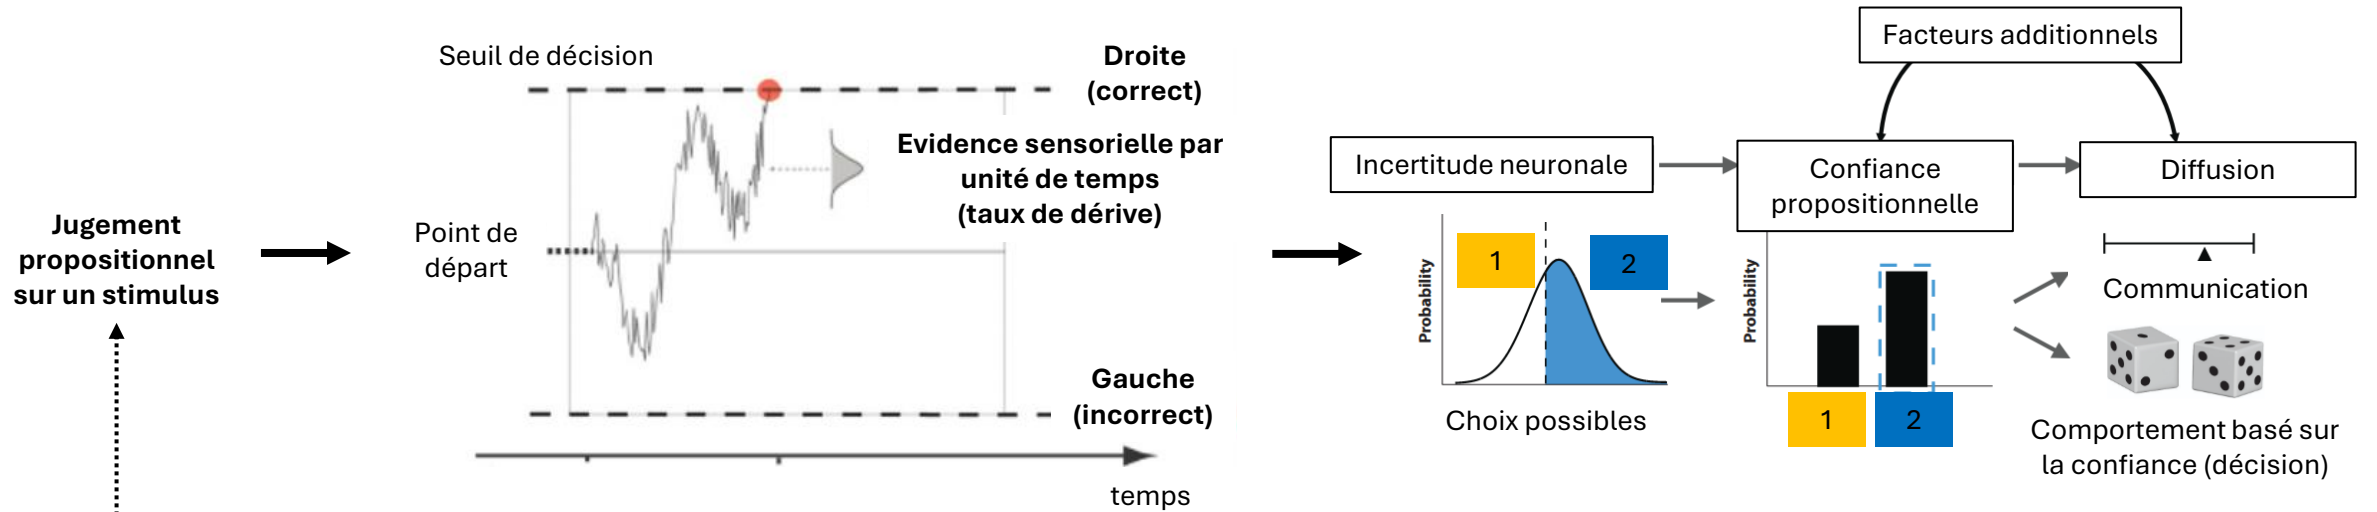 Jugement
propositionnel
sur un stimulus
Seuil de décision
Point de
départ
Droite
(correct)
Evidence sensorielle par
unité de temps
(taux de dérive)
Gauche
(incorrect)
temps
Facteurs additionnels
Incertitude neuronale
Confiance
propositionnelle
Diffusion
Probability
1
2
Choix possibles
Probability
1
2
Communication
Comportement basé sur
la confiance (décision)